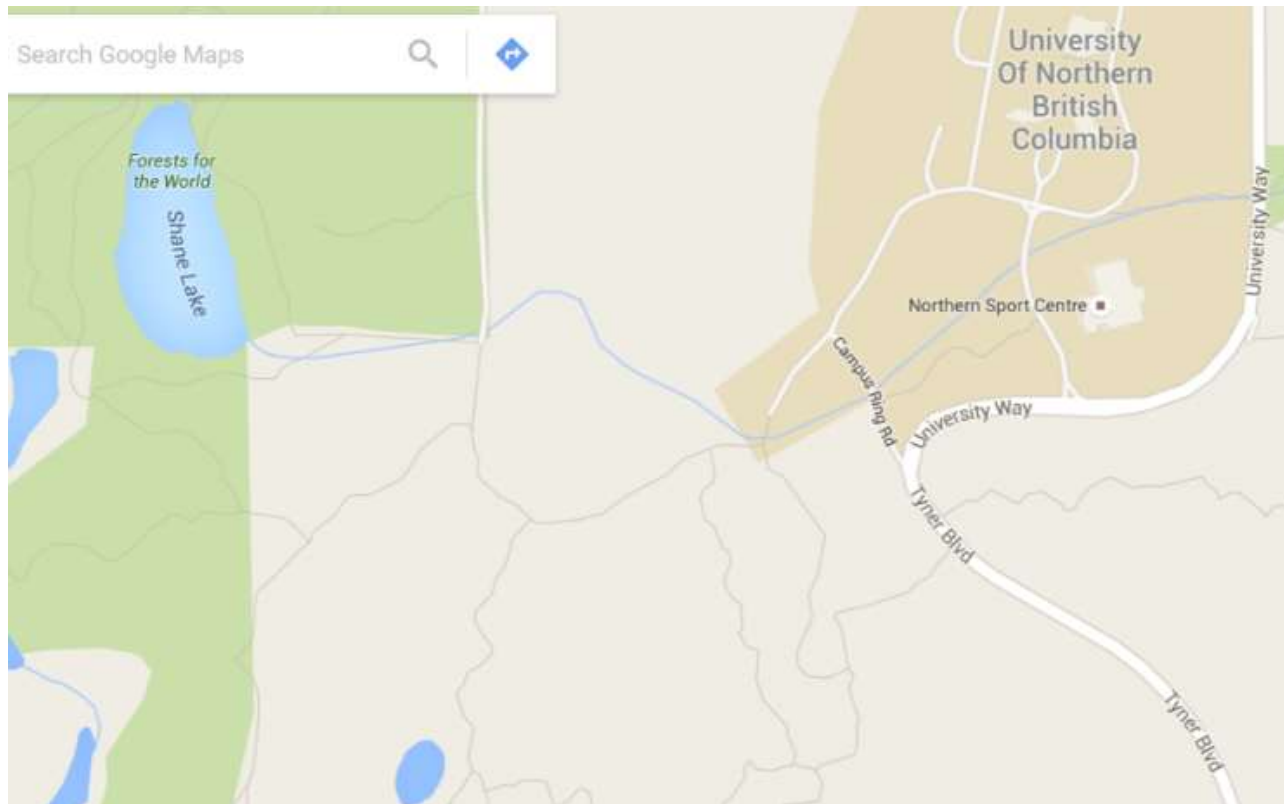 Search Google Maps
University
Of Northern
British
Columbia
Forests for
the World
Shane Lake
University Way
Northern Sport Centre
Campus Ring Rd
University Way
Tyner Blvd
Tyner Blvd